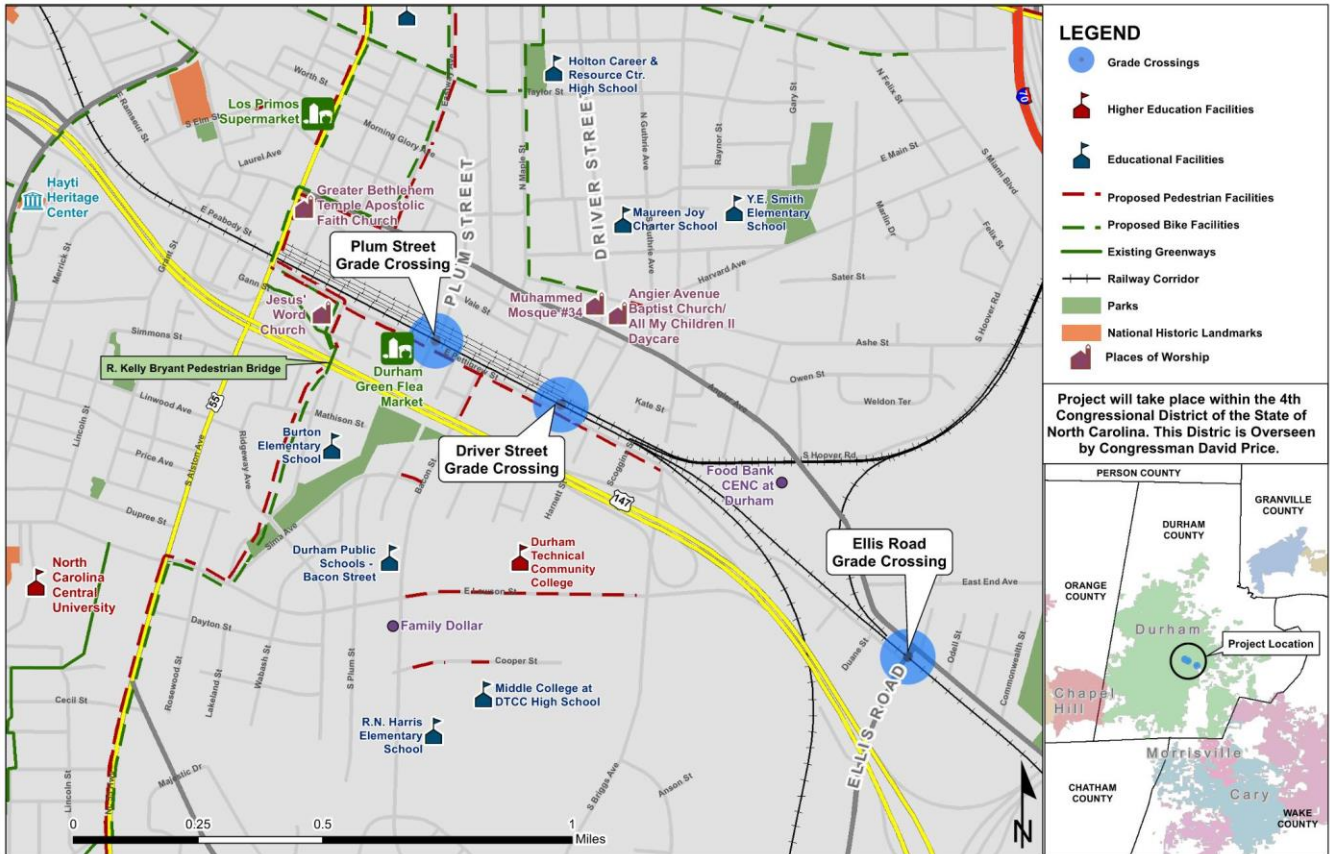 Worth St
E Ramseur St
S Elm St
Los Primos
Supermarket
Morning Glory Ave
Laurel Ave
Hayti
Heritage
Center
Greater Bethlehem
Temple Apostolic
Faith Church
E Peabody St
Merrick St
Grant St
Gann St
Plum Street
Grade Crossing
PLUM STREET
Vale St
Jesus'
Word
Church
Simmons St
R. Kelly Bryant Pedestrian Bridge
Durham
Green Flea
Market
E Pettigrew St
Driver Street
Grade Crossing
Holton Career &
Resource Ctr.
High School
Taylor St
N Maple St
DRIVER STREET
N Guthrie Ave
Raynor St
Gary St
N Felix St
E Main St
S Miami Blvd
70
Maureen Joy
Charter School
Y.E. Smith
Elementary
School
S Guthrie Ave
Harvard Ave
Marlin Dr
Felix St
Sater St
S Hoover Rd
Muhammed
Mosque #34
Angier Avenue
Baptist Church/
All My Children II
Daycare
Ashe St
Owen St
Angier Ave
Weldon Ter
Kate St
S Hoover Rd
Food Bank
CENC at
Durham
Scoggins St
Harnett St
147
Linwood Ave
Lincoln St
55
S Alston Ave
Ridgeway Ave
Mathison St
Burton
Elementary
School
Price Ave
Bacon St
Dupree St
Sima Ave
Durham Public
Schools -
Bacon Street
Durham
Technical
Community
College
Ellis Road
Grade Crossing
East End Ave
North
Carolina
Central
University
E Lawson St
Family Dollar
Dayton St
Rosewood St
Lakeland St
Wabash St
S Plum St
Cooper St
Middle College at
DTCC High School
R.N. Harris
Elementary
School
Cecil St
Lincoln St
Majestic Dr
Duane St
Odell St
Commonwealth St
ELLIS ROAD
S Briggs Ave
Anson St
0
0.25
0.5
1
Miles
N
LEGEND
Grade Crossings
Higher Education Facilities
Educational Facilities
Proposed Pedestrian Facilities
Proposed Bike Facilities
Existing Greenways
Railway Corridor
Parks
National Historic Landmarks
Places of Worship
Project will take place within the 4th
Congressional District of the State of
North Carolina. This Distric is Overseen
by Congressman David Price.
PERSON COUNTY
GRANVILLE
COUNTY
DURHAM
COUNTY
ORANGE
COUNTY
Durham
Project Location
Chapel
Hill
Morrisville
CHATHAM
COUNTY
Cary
WAKE
COUNTY